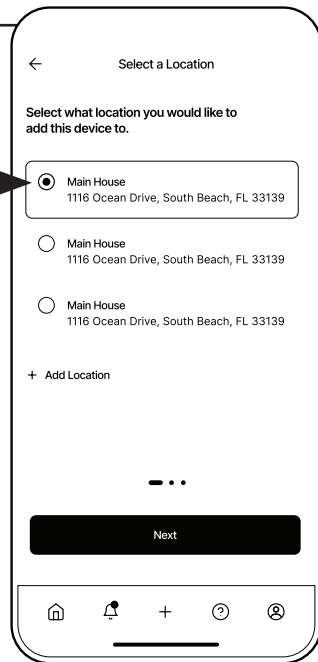 Select a Location
Select what location you would like to
add this device to.
Main House
1116 Ocean Drive, South Beach, FL 33139
Main House
1116 Ocean Drive, South Beach, FL 33139
Main House
1116 Ocean Drive, South Beach, FL 33139
+ Add Location
Next